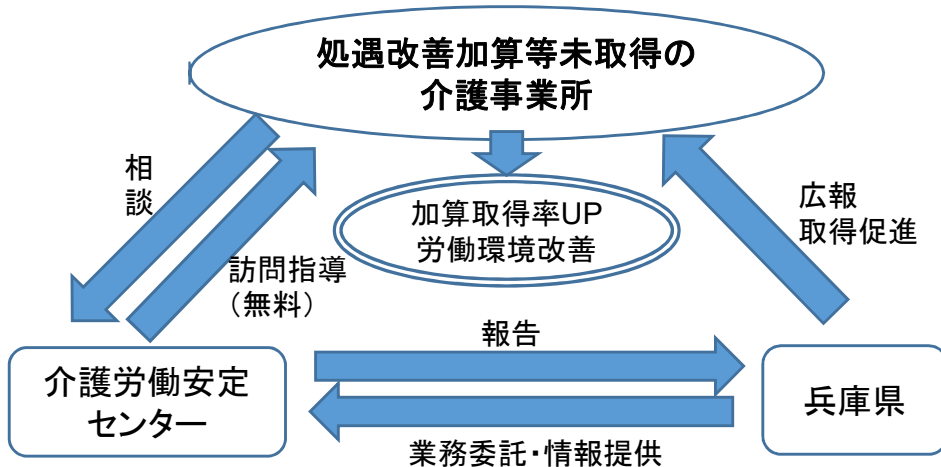 処遇改善加算等未取得の
介護事業所
相
談
加算取得率UP
労働環境改善
広報
取得促進
訪問指導
（無料）
報告
介護労働安定
センター
兵庫県
業務委託・情報提供